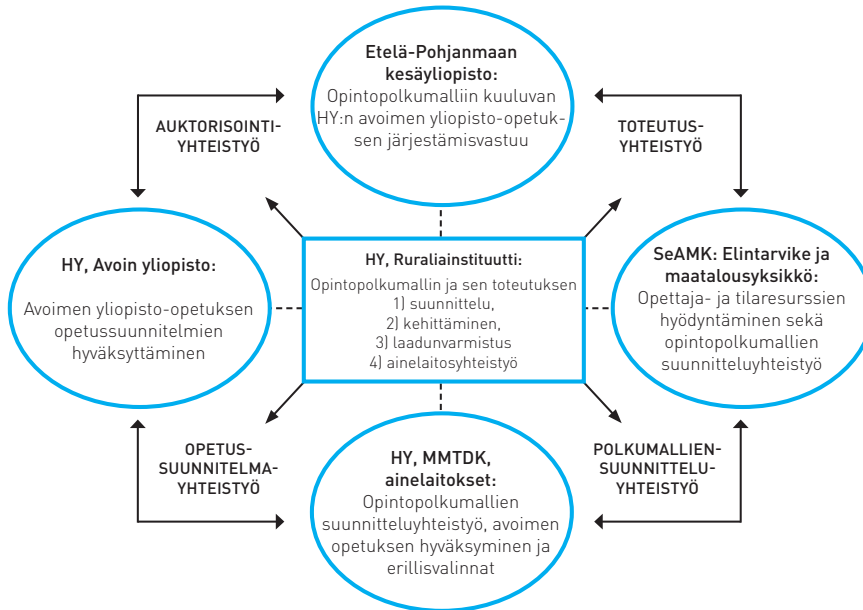 Etelä-Pohjanmaan
kesäyliopisto:
Opintopolkumalliin kuuluvan
HY:n avoimen yliopisto-opetuk-
sen järjestämisvastuu
AUKTORISOINTI-
YHTEISTYÖ
TOTEUTUS-
YHTEISTYÖ
HY, Avoin yliopisto:
Avoimen yliopisto-opetuksen
opetussuunnitelmien
hyväksyttäminen
HY, Ruraliainstituutti:
Opintopolkumallin ja sen toteutuksen
1) suunnittelu,
2) kehittäminen,
3) laadunvarmistus
4) ainelaitosyhteistyö
SeAMK: Elintarvike ja
maatalousyksikkö:
Opettaja- ja tilaresurssien
hyödyntäminen sekä
opintopolkumallien
suunnitteluyhteistyö
OPETUS-
SUUNNITELMA-
YHTEISTYÖ
POLKUMALLIEN-
SUUNNITTELU-
YHTEISTYÖ
HY, MMTDK,
ainelaitokset:
Opintopolkumallien
suunnitteluyhteistyö, avoimen
opetuksen hyväksyminen ja
erillisvalinnat